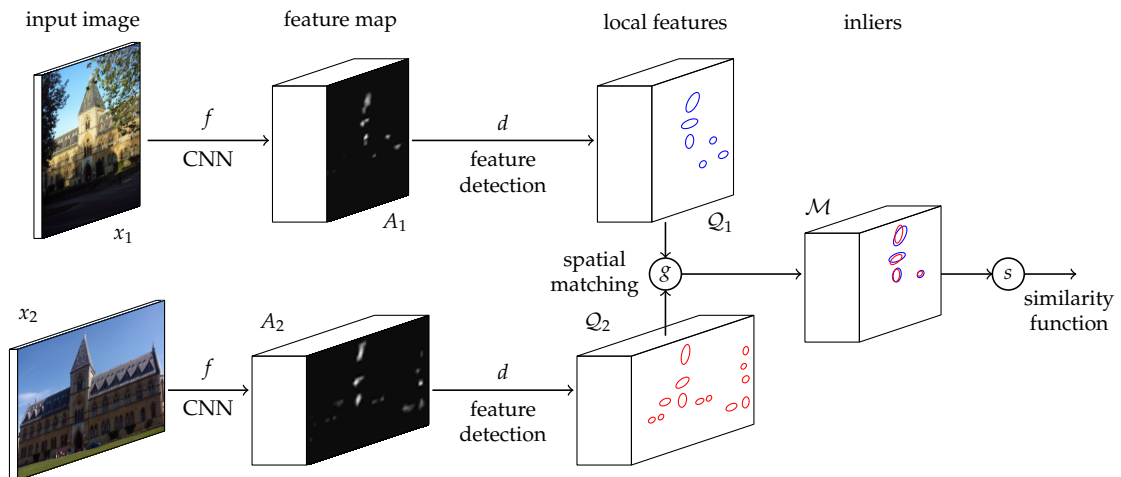 input image
feature map
local features
inliers
f
CNN
d
feature
detection
x₁
A₁
𝒬₁
ℳ
spatial
matching
g
s
similarity
function
x₂
A₂
𝒬₂
f
CNN
d
feature
detection